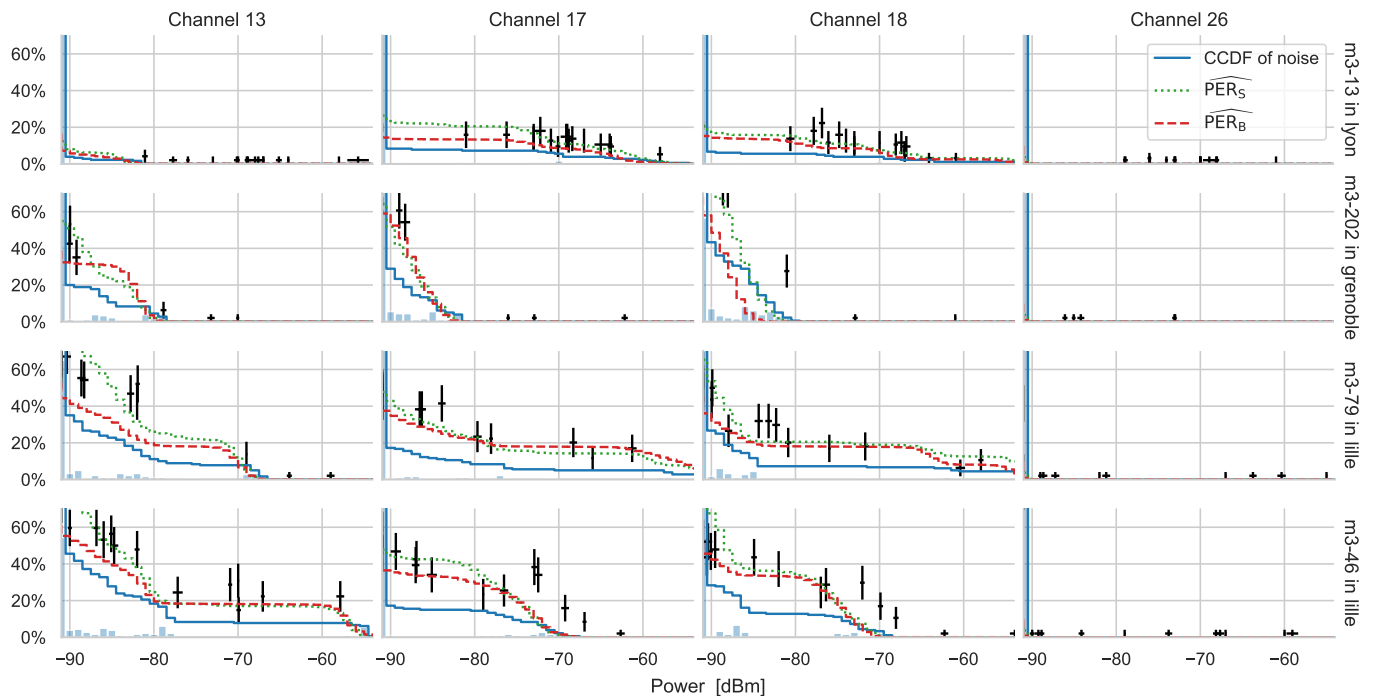 Channel 13 Channel 17 Channel 18 Channel 26
60%
40%
20%
0%
m3-13 in lyon
CCDF of noise
PER_S
PER_B
60%
40%
20%
0%
m3-202 in grenoble
60%
40%
20%
0%
m3-79 in lille
60%
40%
20%
0%
m3-46 in lille
−90 −80 −70 −60 −90 −80 −70 −60 −90 −80 −70 −60 −90 −80 −70 −60
Power [dBm]